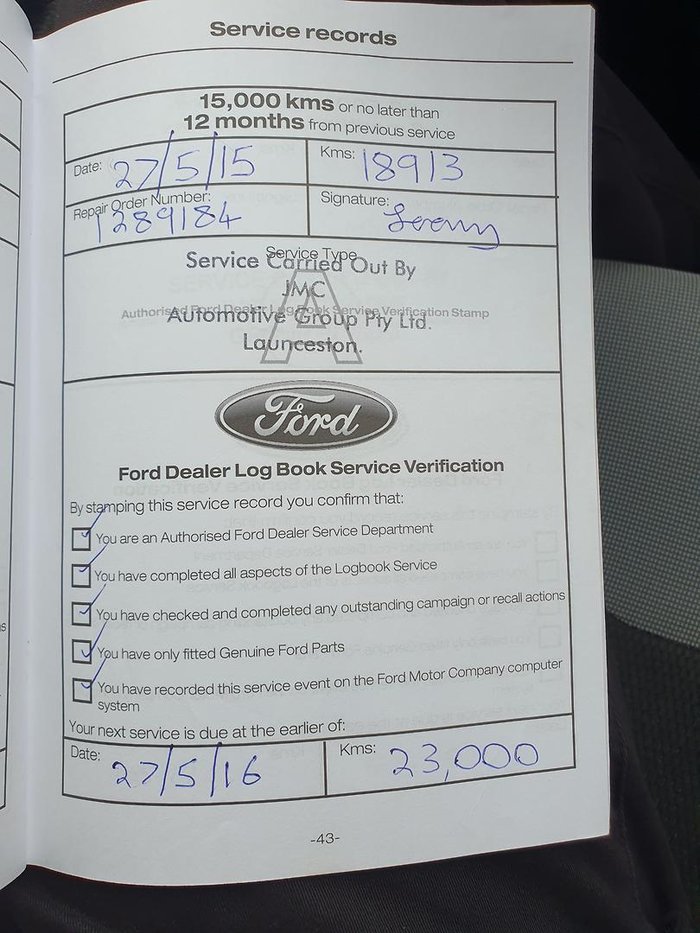 Service records
15,000 kms or no later than
12 months from previous service
Date: 27/5/15
Kms: 18913
Repair Order Number:
1289184
Signature:
Jeremy
Service Type
Service Carried Out By
JMC
A
Authorised Ford Dealer Log Book Service Verification Stamp
Automotive Group Pty Ltd.
Launceston.
Ford
Ford Dealer Log Book Service Verification
By stamping this service record you confirm that:
You are an Authorised Ford Dealer Service Department
You have completed all aspects of the Logbook Service
You have checked and completed any outstanding campaign or recall actions
You have only fitted Genuine Ford Parts
You have recorded this service event on the Ford Motor Company computer
system
Your next service is due at the earlier of:
Date: 27/5/16
Kms: 23,000
-43-